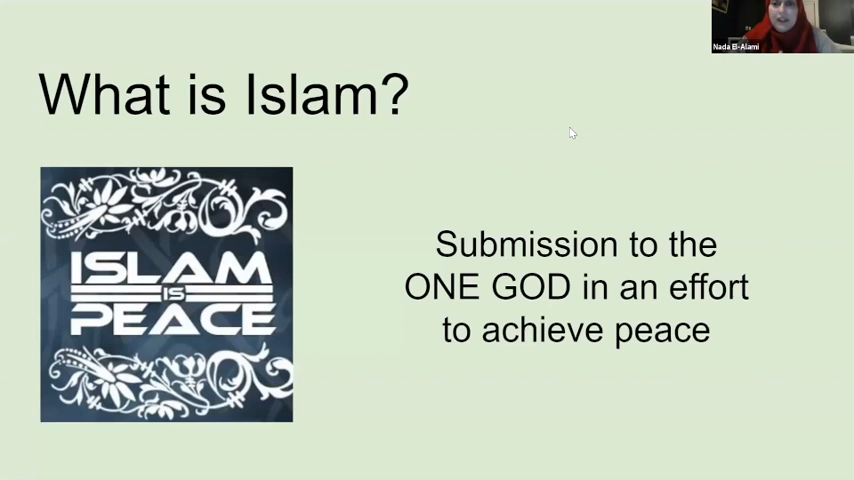 Nada El-Alami
What is Islam?
ISLAM
IS
PEACE
Submission to the
ONE GOD in an effort
to achieve peace